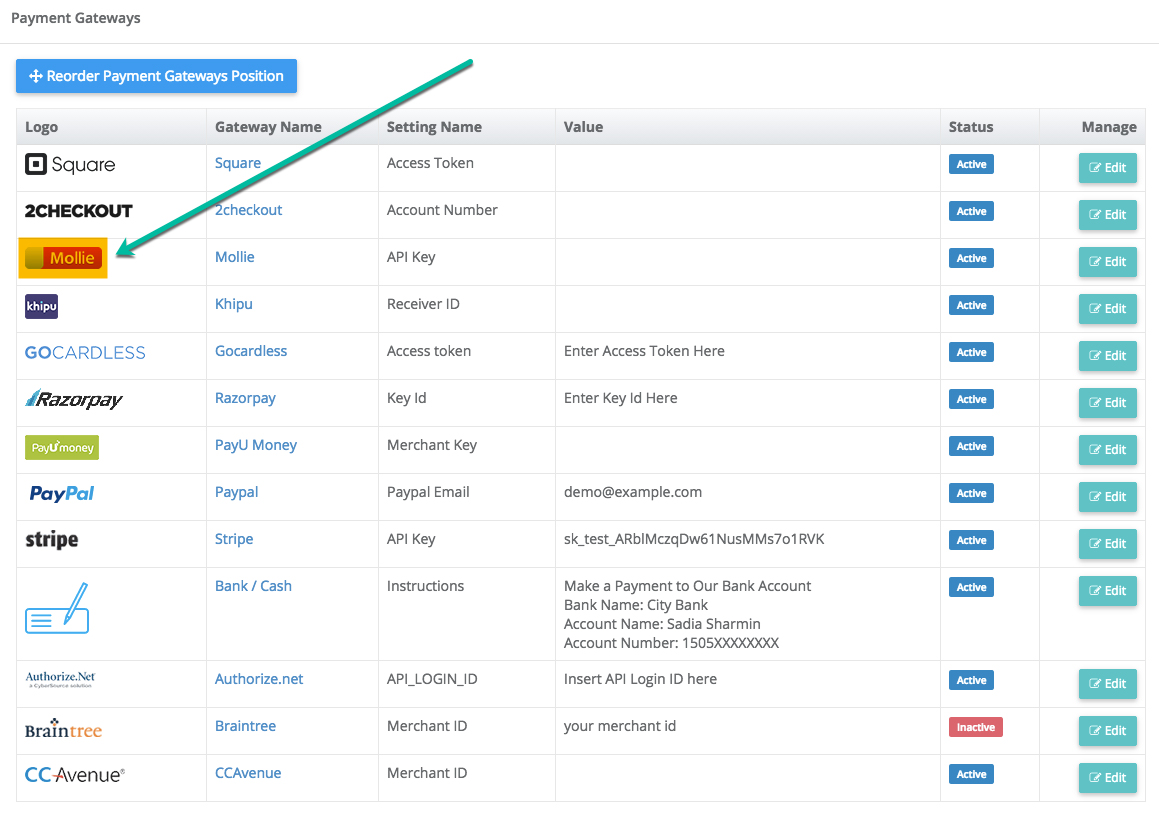 Payment Gateways
Reorder Payment Gateways Position
Logo Gateway Name Setting Name Value Status Manage
Square Square Access Token Active Edit
2CHECKOUT 2checkout Account Number Active Edit
Mollie Mollie API Key Active Edit
khipu Khipu Receiver ID Active Edit
GOCARDLESS Gocardless Access token Enter Access Token Here Active Edit
Razorpay Razorpay Key Id Enter Key Id Here Active Edit
PayUmoney PayU Money Merchant Key Active Edit
PayPal Paypal Paypal Email demo@example.com Active Edit
stripe Stripe API Key sk_test_ARblMczqDw61NusMMs7o1RVK Active Edit
Bank / Cash Instructions Make a Payment to Our Bank Account Active Edit
Bank Name: City Bank
Account Name: Sadia Sharmin
Account Number: 1505XXXXXXXX
Authorize.Net Authorize.net API_LOGIN_ID Insert API Login ID here Active Edit
a CyberSource solution
Braintree Braintree Merchant ID your merchant id Inactive Edit
CCAvenue® CCAvenue Merchant ID Active Edit